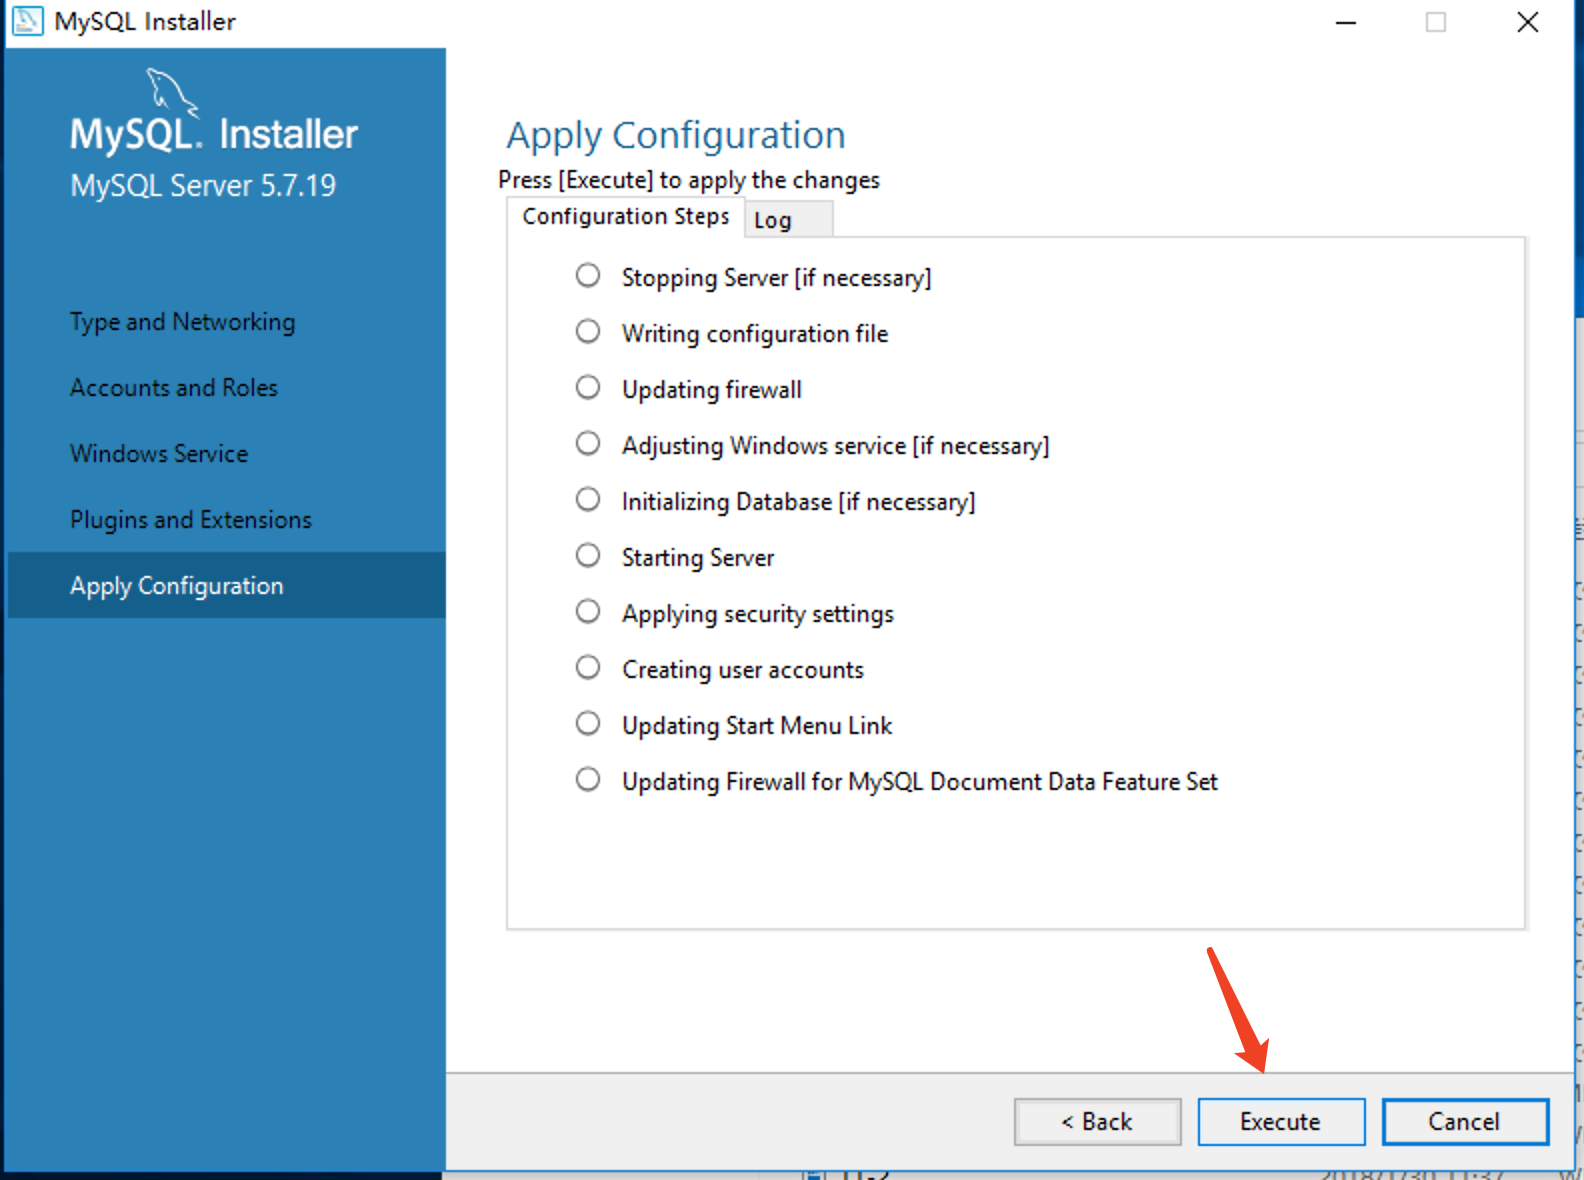 MySQL Installer
MySQL. Installer
MySQL Server 5.7.19
Type and Networking
Accounts and Roles
Windows Service
Plugins and Extensions
Apply Configuration
Apply Configuration
Press [Execute] to apply the changes
Configuration Steps
Log
Stopping Server [if necessary]
Writing configuration file
Updating firewall
Adjusting Windows service [if necessary]
Initializing Database [if necessary]
Starting Server
Applying security settings
Creating user accounts
Updating Start Menu Link
Updating Firewall for MySQL Document Data Feature Set
< Back
Execute
Cancel